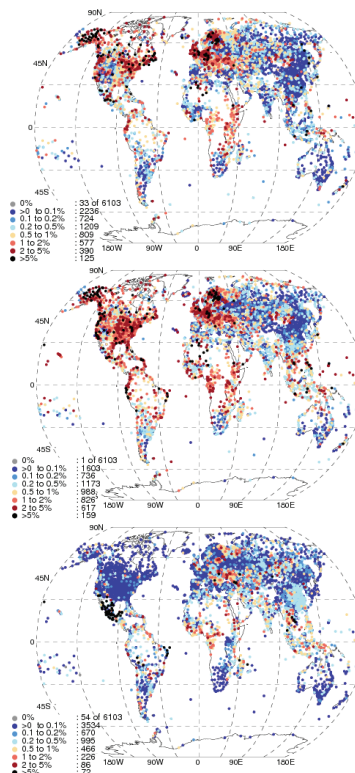 90N
45N
0
45S
0% : 33 of 6103
>0 to 0.1% : 2236
0.1 to 0.2% : 724
0.2 to 0.5% : 1209
0.5 to 1% : 809
1 to 2% : 577
2 to 5% : 390
>5% : 125
180W 90W 0 90E 180E
45N
0
45S
0% : 1 of 6103
>0 to 0.1% : 1603
0.1 to 0.2% : 736
0.2 to 0.5% : 1173
0.5 to 1% : 988
1 to 2% : 826
2 to 5% : 617
>5% : 159
180W 90W 0 90E 180E
90N
45N
0
45S
0% : 54 of 6103
>0 to 0.1% : 3534
0.1 to 0.2% : 670
0.2 to 0.5% : 995
0.5 to 1% : 466
1 to 2% : 226
2 to 5% : 86
>5% : 72
180W 90W 0 90E 180E